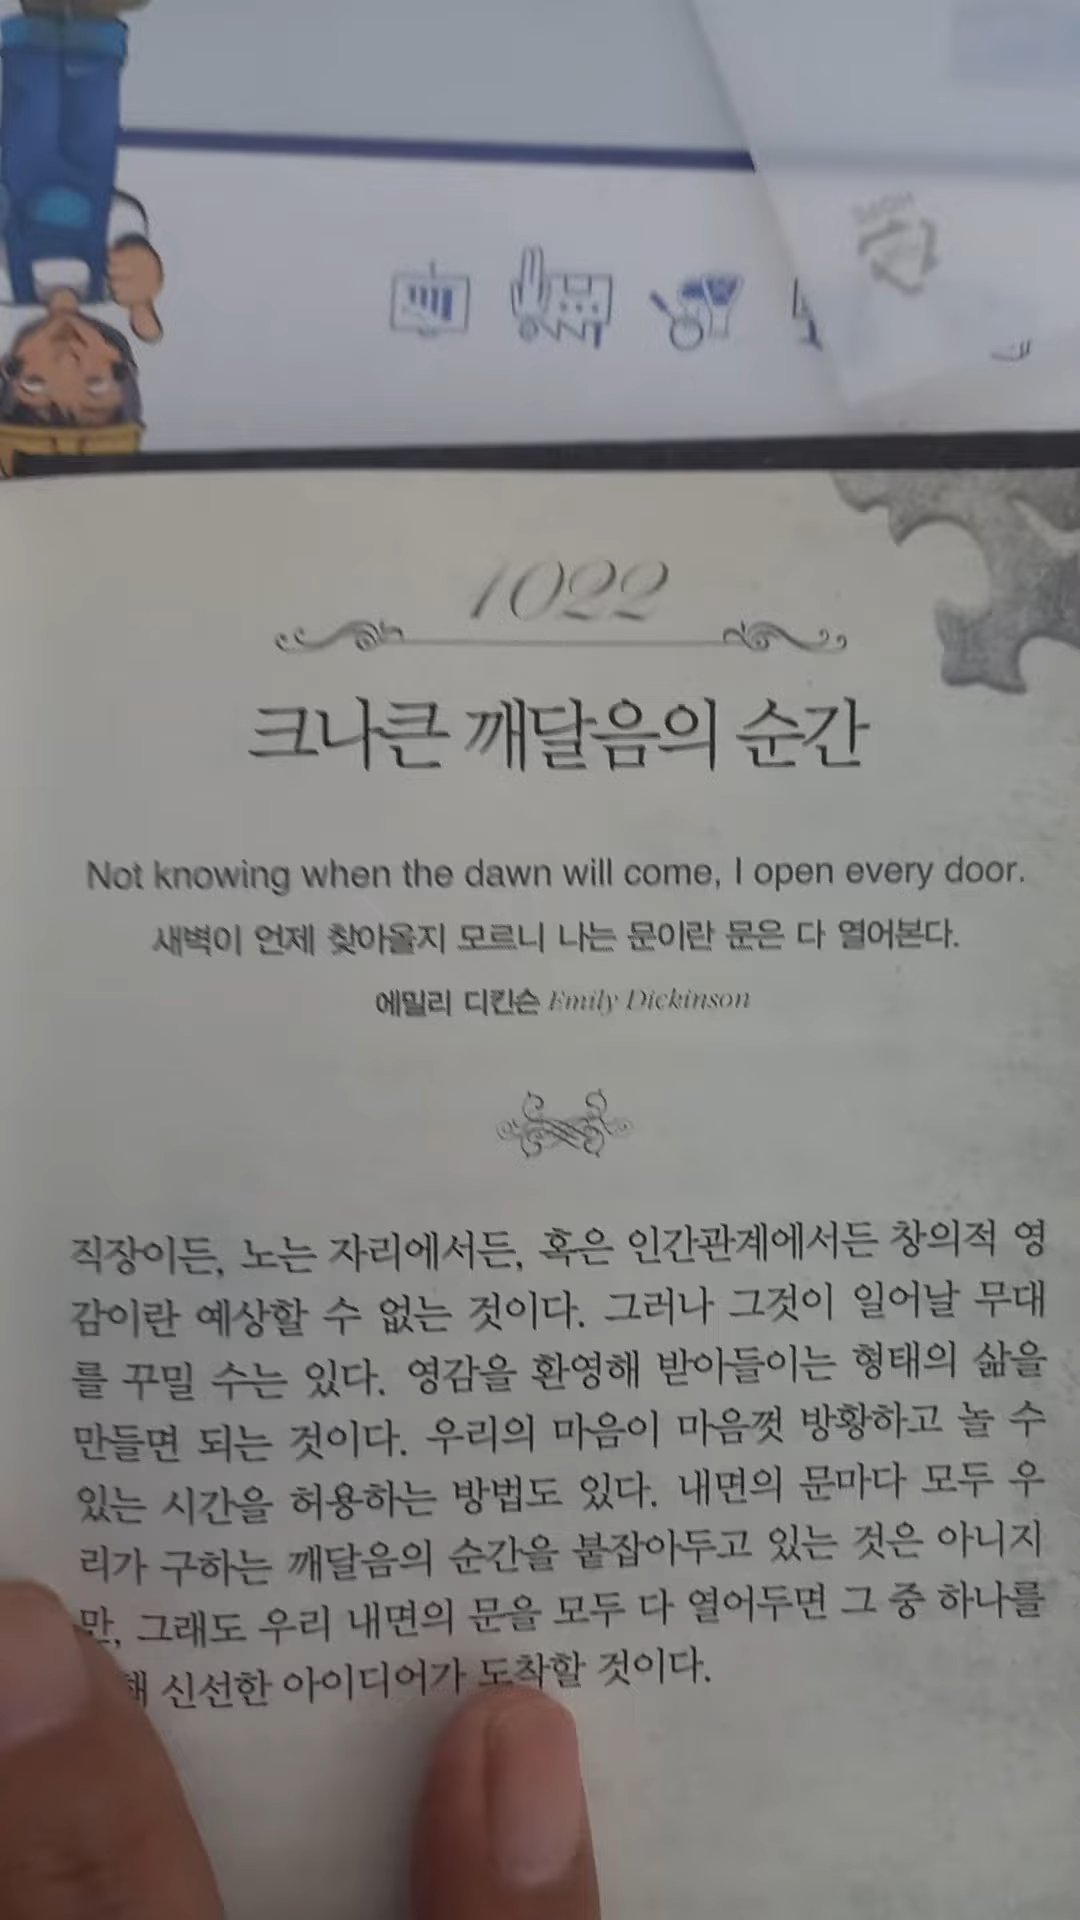 1022
크나큰 깨달음의 순간
Not knowing when the dawn will come, I open every door.
새벽이 언제 찾아올지 모르니 나는 문이란 문은 다 열어본다.
에밀리 디킨슨 Emily Dickinson
직장이든, 노는 자리에서든, 혹은 인간관계에서든 창의적 영
감이란 예상할 수 없는 것이다. 그러나 그것이 일어날 무대
를 꾸밀 수는 있다. 영감을 환영해 받아들이는 형태의 삶을
만들면 되는 것이다. 우리의 마음이 마음껏 방황하고 놀 수
있는 시간을 허용하는 방법도 있다. 내면의 문마다 모두 우
리가 구하는 깨달음의 순간을 붙잡아두고 있는 것은 아니지
만, 그래도 우리 내면의 문을 모두 다 열어두면 그 중 하나를
해 신선한 아이디어가 도착할 것이다.